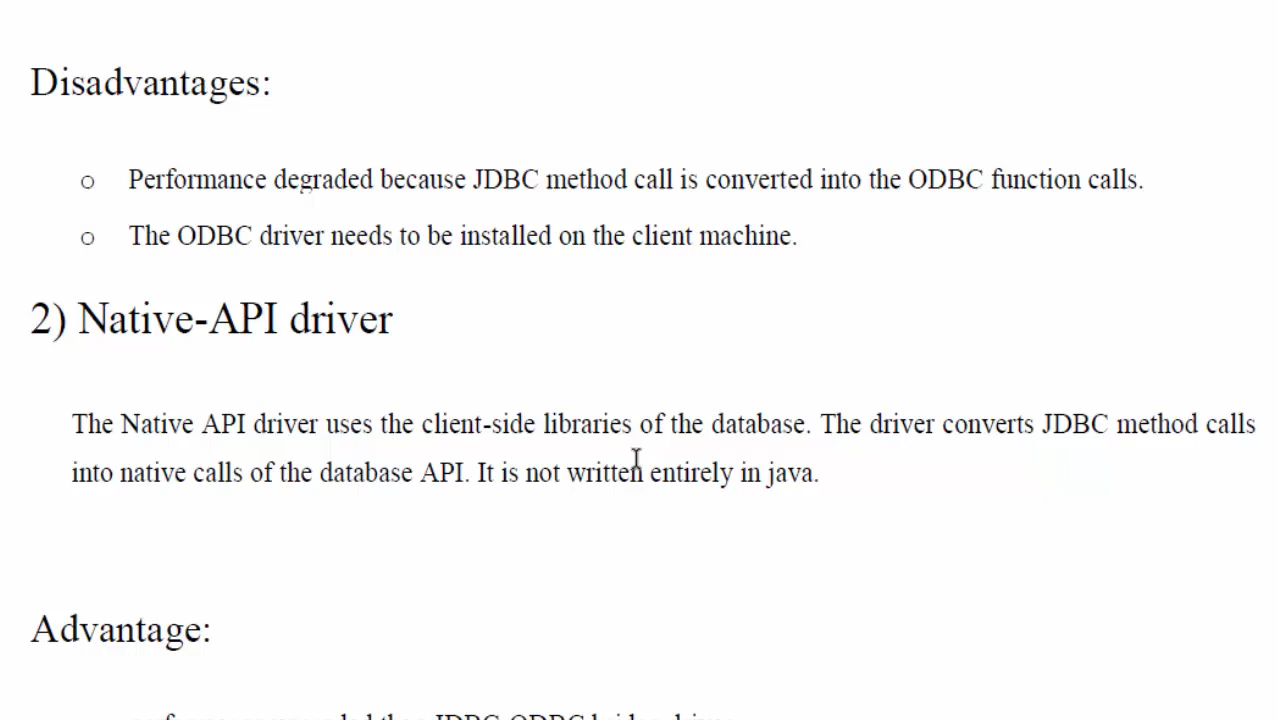 Disadvantages:
o Performance degraded because JDBC method call is converted into the ODBC function calls.
o The ODBC driver needs to be installed on the client machine.
2) Native-API driver
The Native API driver uses the client-side libraries of the database. The driver converts JDBC method calls
into native calls of the database API. It is not written entirely in java.
Advantage:
JDBC-ODBC